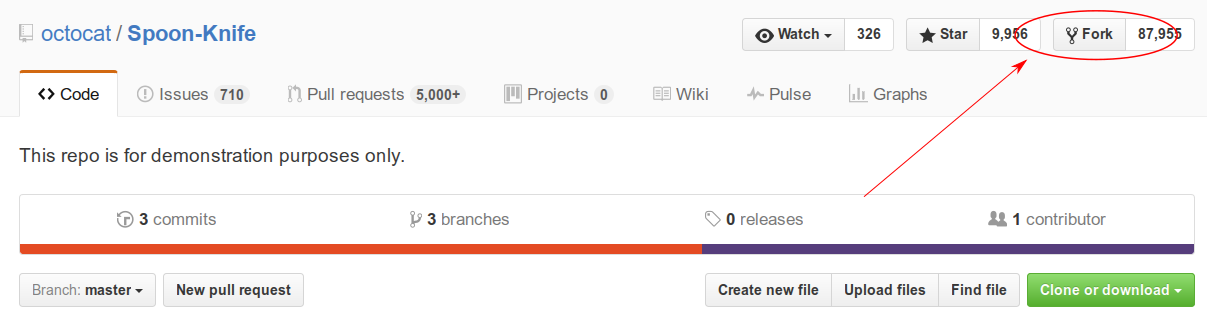 octocat / Spoon-Knife Watch 326 Star 9,956 Fork 87,955
Code Issues 710 Pull requests 5,000+ Projects 0 Wiki Pulse Graphs
This repo is for demonstration purposes only.
3 commits 3 branches 0 releases 1 contributor
Branch: master New pull request Create new file Upload files Find file Clone or download